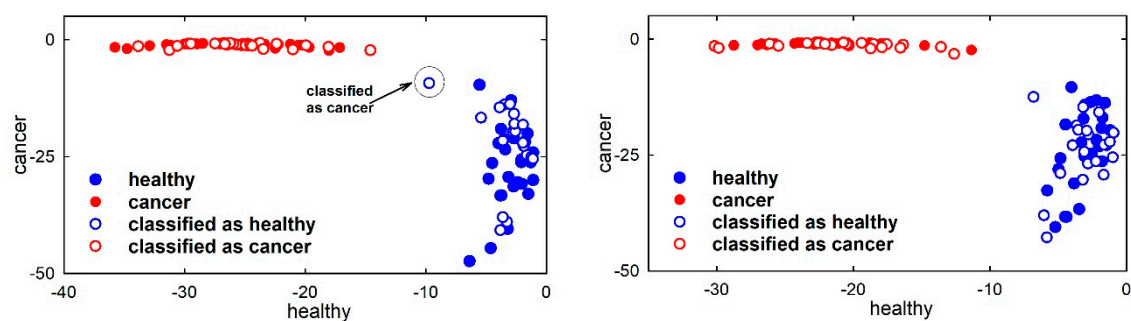 0
-25
-50
cancer
classified
as cancer
healthy
cancer
classified as healthy
classified as cancer
-40
-30
-20
-10
0
healthy
0
-25
-50
cancer
healthy
cancer
classified as healthy
classified as cancer
-30
-20
-10
0
healthy